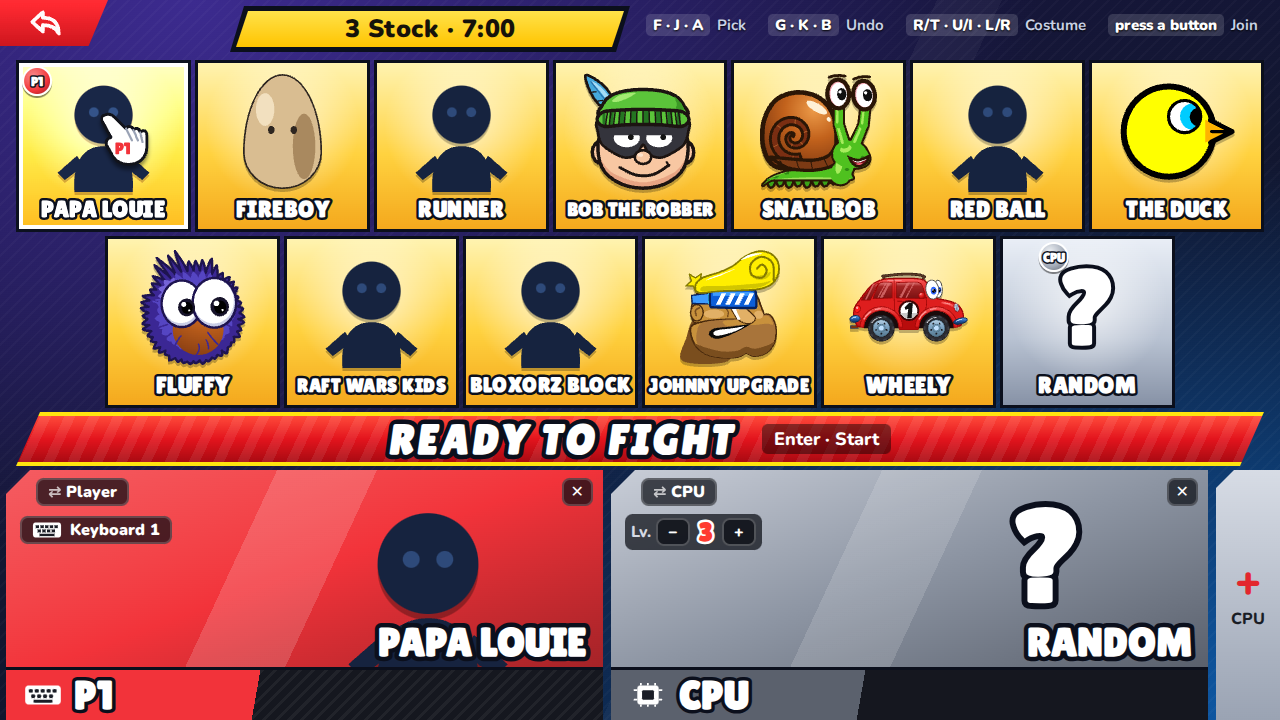 3 Stock · 7:00
F · J · A Pick G · K · B Undo R/T · U/I · L/R Costume press a button Join
P1
P1
PAPA LOUIE
FIREBOY
RUNNER
BOB THE ROBBER
SNAIL BOB
RED BALL
THE DUCK
FLUFFY
RAFT WARS KIDS
BLOXORZ BLOCK
JOHNNY UPGRADE
1
WHEELY
CPU
?
RANDOM
READY TO FIGHT Enter · Start
⇄ Player ✕
Keyboard 1
PAPA LOUIE
P1
⇄ CPU ✕
Lv. − 3 +
?
RANDOM
CPU
+
CPU